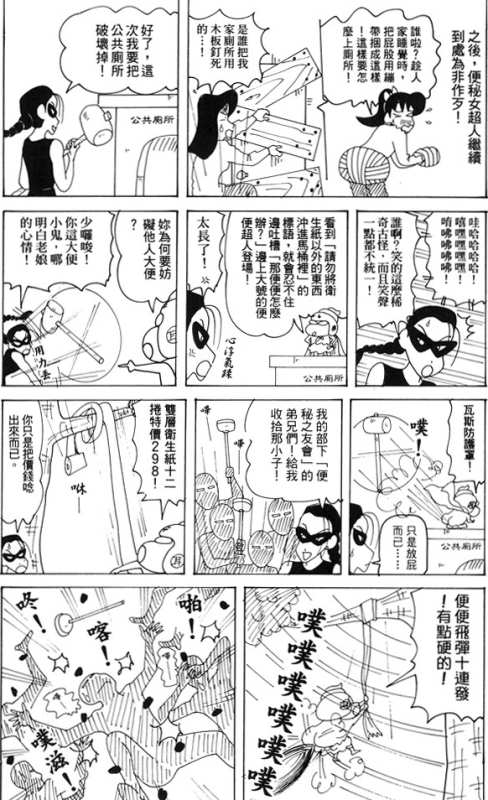 之後,便秘女超人繼續
到處為非作歹!
誰啦?趁人
家睡覺時,
把屁股用繃
帶捆成這樣
!這樣要怎
麼上廁所!
是誰把我
家廁所用
木板釘死
的…!
好了,這
次我要把
公共廁所
破壞掉!
公共廁所
哇哈哈哈哈
嘻嘿嘿嘿!
唷咈咈咈!
誰啊?笑的這麼稀
奇古怪,而且笑聲
一點都不統一!
看到「請勿將衛
生紙以外的東西
沖進馬桶裡」的
標語,就會忍不住
邊吐槽「那便便怎麼
辦?」邊上大號的便
便超人登場!
公共廁所
太長了!
心浮氣躁
妳為何要妨
礙他人大便
?
少囉唆!
你這大便
小鬼,哪
明白老娘
的心情!
用力丟
瓦斯防護罩!
噗!
公共廁所
只是放屁
而已……
我的部下「便
秘之友會」的
弟兄們!給我
收拾那小子!
嘩
嘩
雙層衛生紙十二
捲特價298!
咻
你只是把價錢唸
出來而已。
便便飛彈十連發
!有點硬的!
噗噗噗噗噗噗
啪!
喀!
咚!
噗滋!